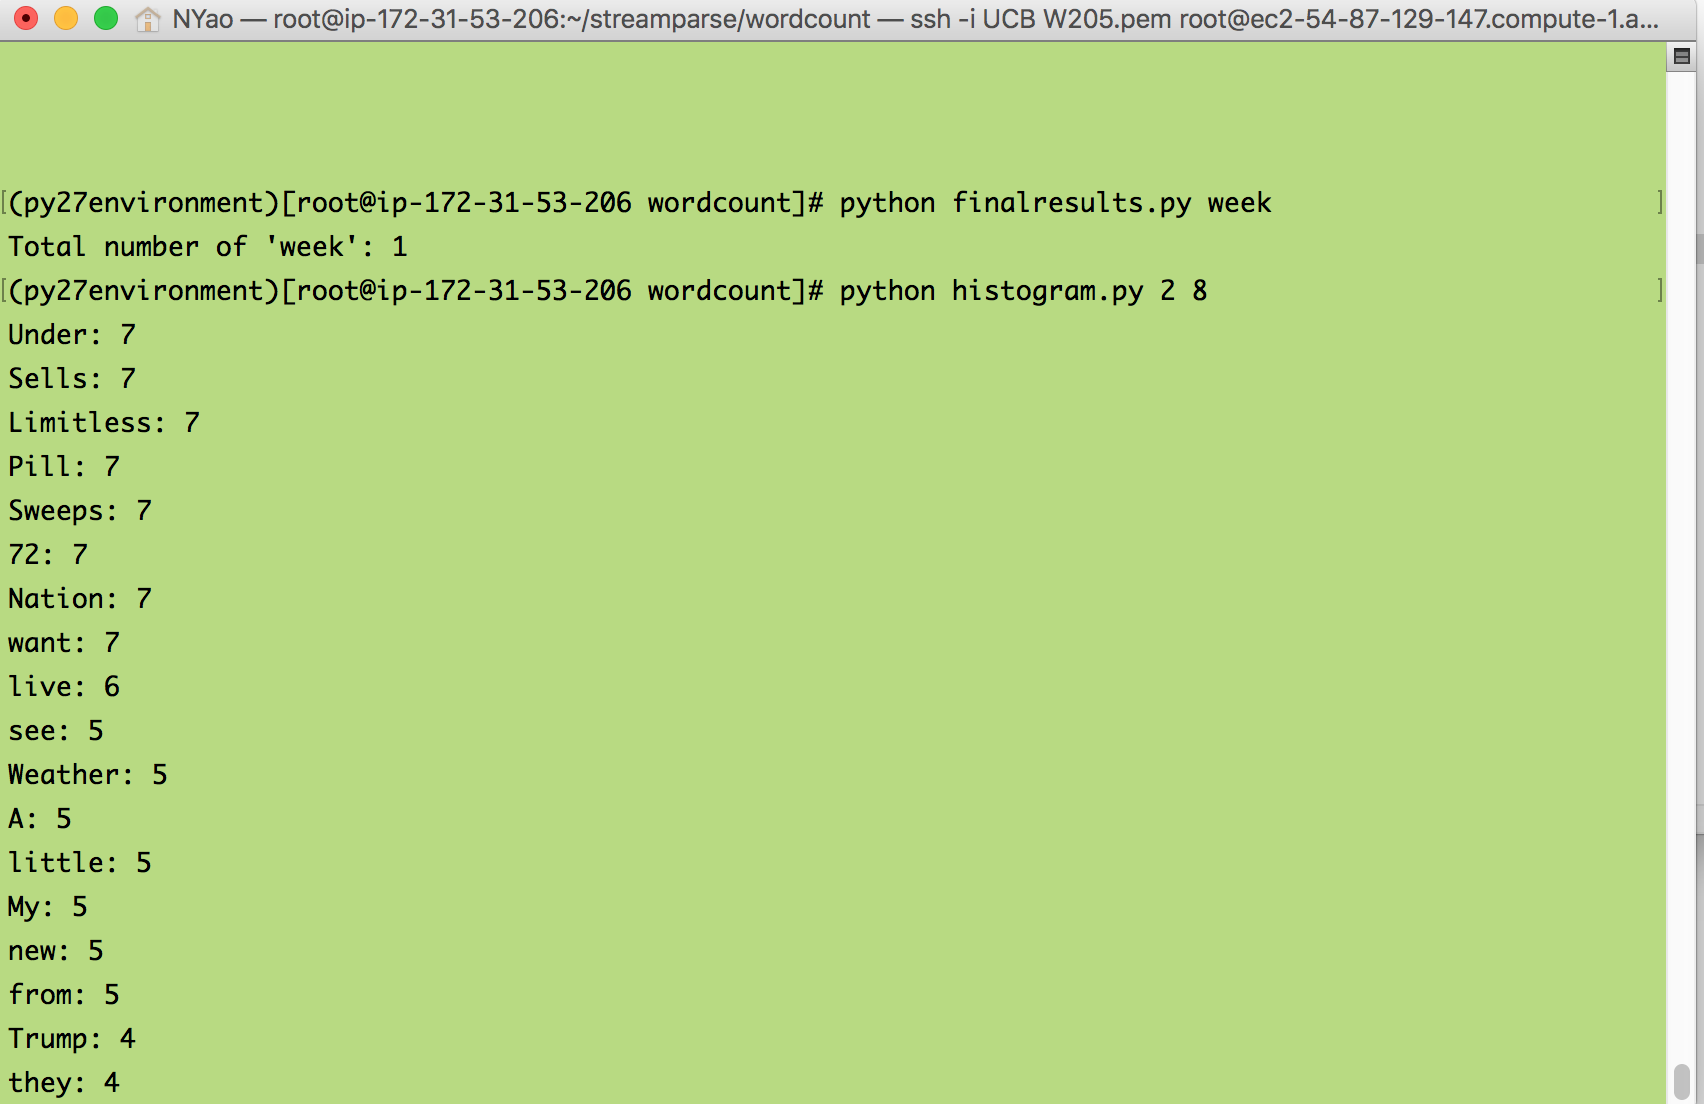 NYao — root@ip-172-31-53-206:~/streamparse/wordcount — ssh -i UCB W205.pem root@ec2-54-87-129-147.compute-1.a...
[(py27environment)[root@ip-172-31-53-206 wordcount]# python finalresults.py week ]
Total number of 'week': 1
[(py27environment)[root@ip-172-31-53-206 wordcount]# python histogram.py 2 8 ]
Under: 7
Sells: 7
Limitless: 7
Pill: 7
Sweeps: 7
72: 7
Nation: 7
want: 7
live: 6
see: 5
Weather: 5
A: 5
little: 5
My: 5
new: 5
from: 5
Trump: 4
they: 4